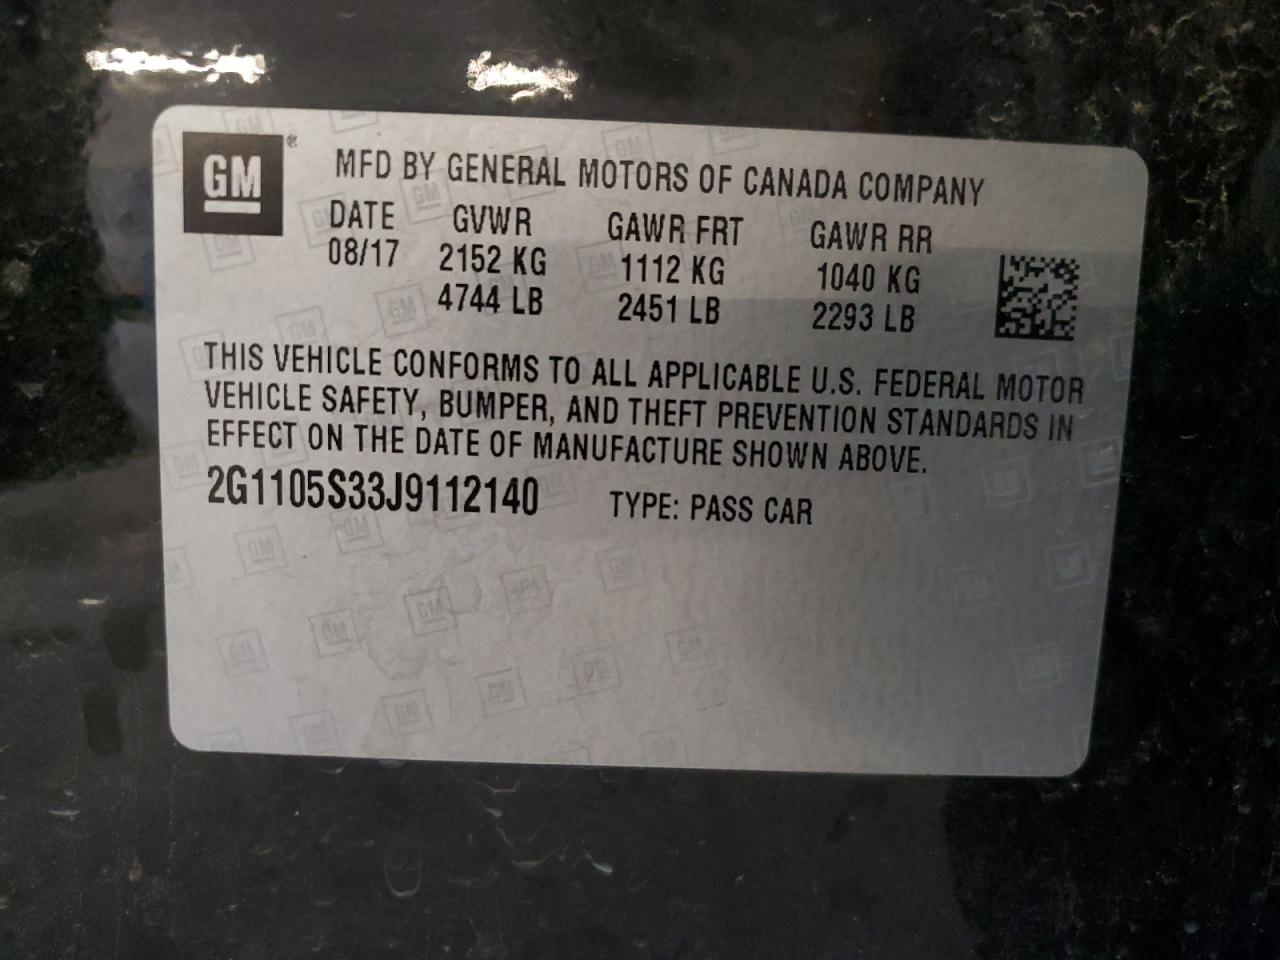 GM ®
MFD BY GENERAL MOTORS OF CANADA COMPANY
DATE GVWR GAWR FRT GAWR RR
08/17 2152 KG 1112 KG 1040 KG
4744 LB 2451 LB 2293 LB
THIS VEHICLE CONFORMS TO ALL APPLICABLE U.S. FEDERAL MOTOR
VEHICLE SAFETY, BUMPER, AND THEFT PREVENTION STANDARDS IN
EFFECT ON THE DATE OF MANUFACTURE SHOWN ABOVE.
2G1105S33J9112140 TYPE: PASS CAR